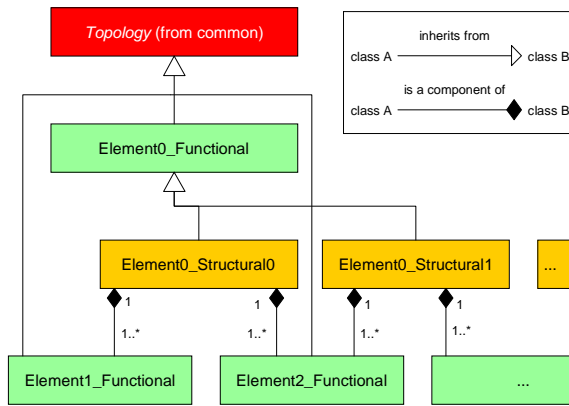 Topology (from common)
inherits from
class A
class B
is a component of
class A
class B
Element0_Functional
Element0_Structural0
Element0_Structural1
...
1
1
1
1
1..*
1..*
1..*
1..*
Element1_Functional
Element2_Functional
...